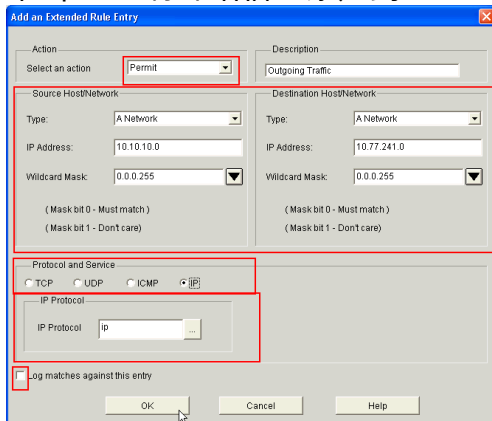 Add an Extended Rule Entry
Action
Select an action
Permit
Description
Outgoing Traffic
Source Host/Network
Type:
A Network
IP Address:
10.10.10.0
Wildcard Mask:
0.0.0.255
( Mask bit 0 - Must match )
( Mask bit 1 - Don't care)
Destination Host/Network
Type:
A Network
IP Address:
10.77.241.0
Wildcard Mask:
0.0.0.255
( Mask bit 0 - Must match )
( Mask bit 1 - Don't care)
Protocol and Service
TCP UDP ICMP IP
IP Protocol
IP Protocol
ip
...
Log matches against this entry
OK Cancel Help